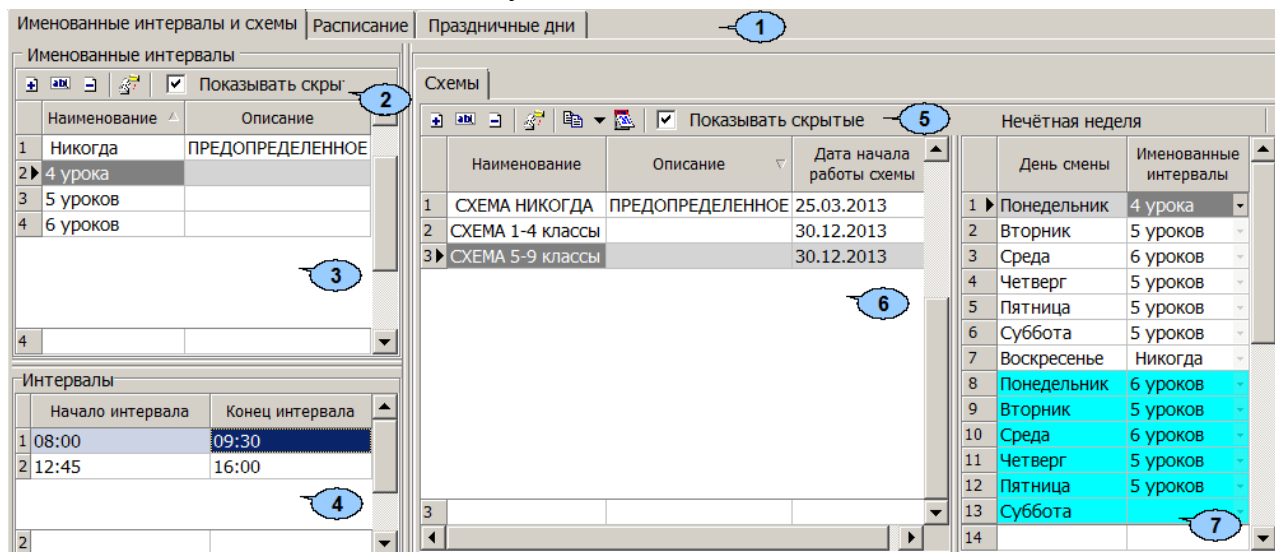 Именованные интервалы и схемы Расписание Праздничные дни 1
Именованные интервалы
Показывать скры 2
Наименование Описание
1 Никогда ПРЕДОПРЕДЕЛЕННОЕ
2 4 урока
3 5 уроков
4 6 уроков
3
4
Интервалы
Начало интервала Конец интервала
1 08:00 09:30
2 12:45 16:00
4
2
Схемы
Показывать скрытые 5
Наименование Описание Дата начала
работы схемы
1 СХЕМА НИКОГДА ПРЕДОПРЕДЕЛЕННОЕ 25.03.2013
2 СХЕМА 1-4 классы 30.12.2013
3 СХЕМА 5-9 классы 30.12.2013
6
3
Нечётная неделя
День смены Именованные
интервалы
1 Понедельник 4 урока
2 Вторник 5 уроков
3 Среда 6 уроков
4 Четверг 5 уроков
5 Пятница 5 уроков
6 Суббота 5 уроков
7 Воскресенье Никогда
8 Понедельник 6 уроков
9 Вторник 5 уроков
10 Среда 6 уроков
11 Четверг 5 уроков
12 Пятница 5 уроков
13 Суббота
7
14